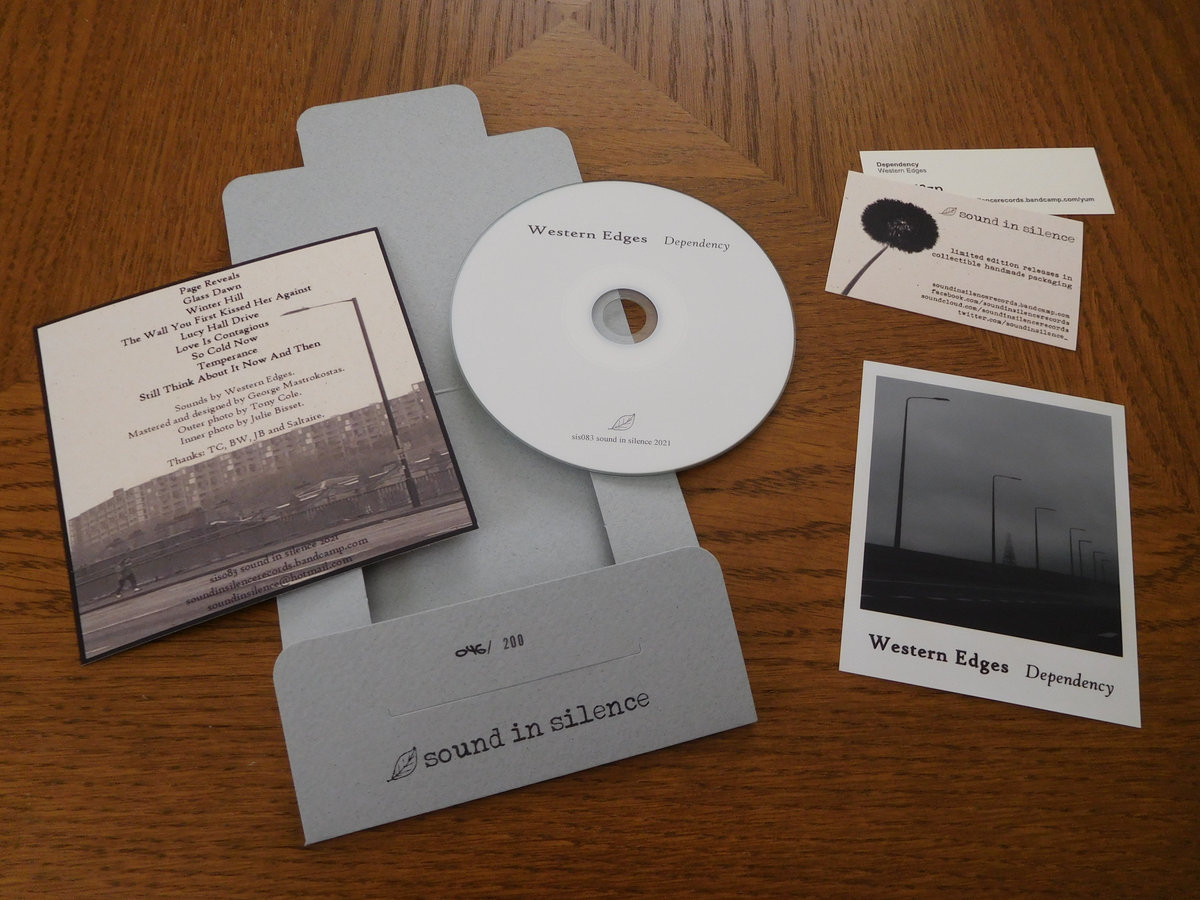 Page Reveals
Glass Dawn
Winter Hill
The Wall You First Kissed Her Against
Lucy Hall Drive
Love Is Contagious
So Cold Now
Temperance
Still Think About It Now And Then
Sounds by Western Edges.
Mastered and designed by George Mastrokostas.
Outer photo by Tony Cole.
Inner photo by Julie Bisset.
Thanks: TC, BW, JB and Saltaire.
sis083 sound in silence 2021
soundinsilencerecords.bandcamp.com
soundinsilence@hotmail.com
Western Edges Dependency
sis083 sound in silence 2021
046/ 200
sound in silence
Dependency
Western Edges
encerecords.bandcamp.com/yum
sound in silence
limited edition releases in
collectible handmade packaging
soundinsilencerecords.bandcamp.com
facebook.com/soundinsilencerecords
soundcloud.com/soundinsilencerecords
twitter.com/soundinsilence_
Western Edges Dependency